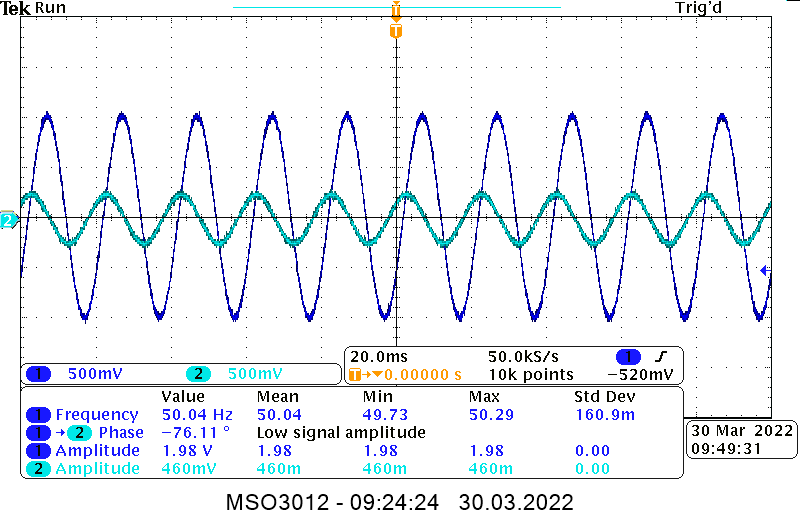 Tek Run Trig'd
T
T
2
1 500mV 2 500mV
20.0ms 50.0kS/s 1
T→▼0.00000 s 10k points −520mV
Value Mean Min Max Std Dev
1 Frequency 50.04 Hz 50.04 49.73 50.29 160.9m
1 → 2 Phase −76.11 ° Low signal amplitude
1 Amplitude 1.98 V 1.98 1.98 1.98 0.00
2 Amplitude 460mV 460m 460m 460m 0.00
30 Mar 2022
09:49:31
MSO3012 - 09:24:24 30.03.2022